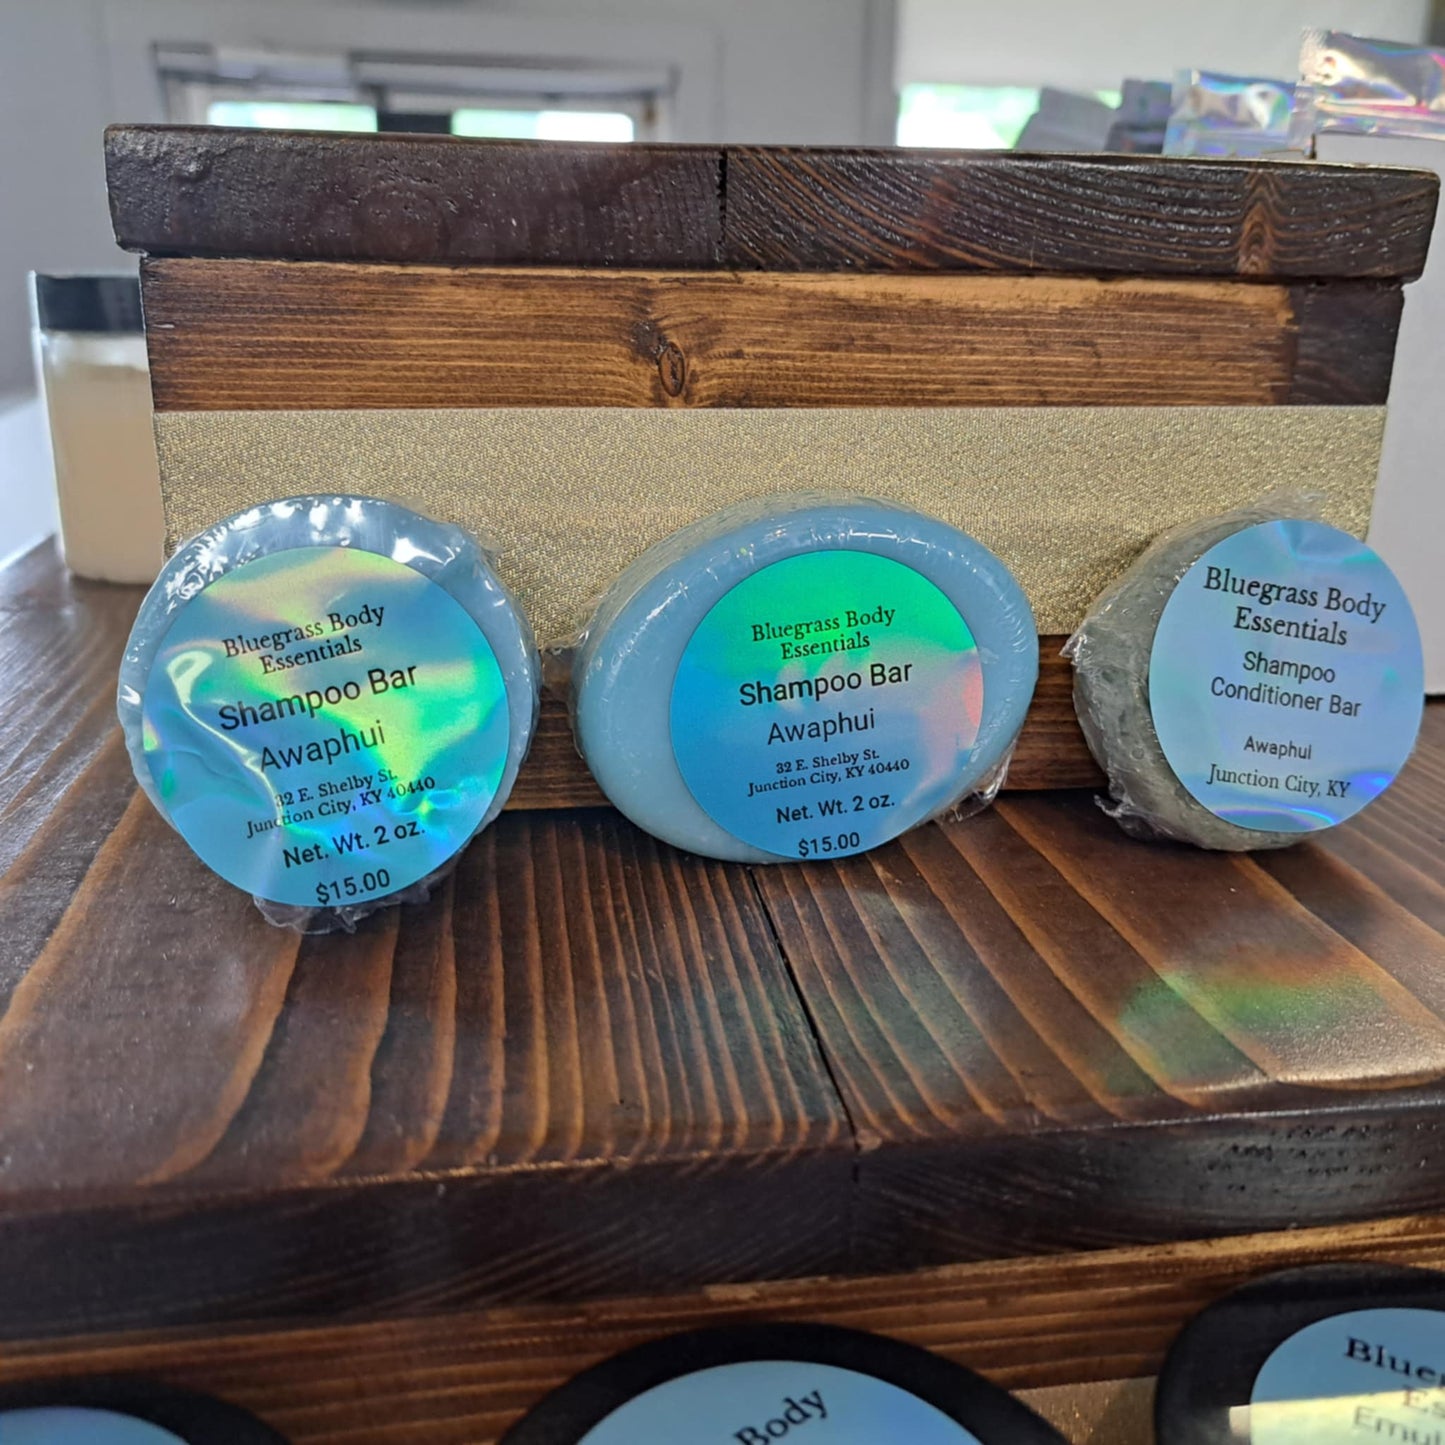 Bluegrass Body
Essentials
Shampoo Bar
Awaphui
32 E. Shelby St.
Junction City, KY 40440
Net. Wt. 2 oz.
$15.00
Bluegrass Body
Essentials
Shampoo Bar
Awaphui
32 E. Shelby St.
Junction City, KY 40440
Net. Wt. 2 oz.
$15.00
Bluegrass Body
Essentials
Shampoo
Conditioner Bar
Awaphui
Junction City, KY
Body